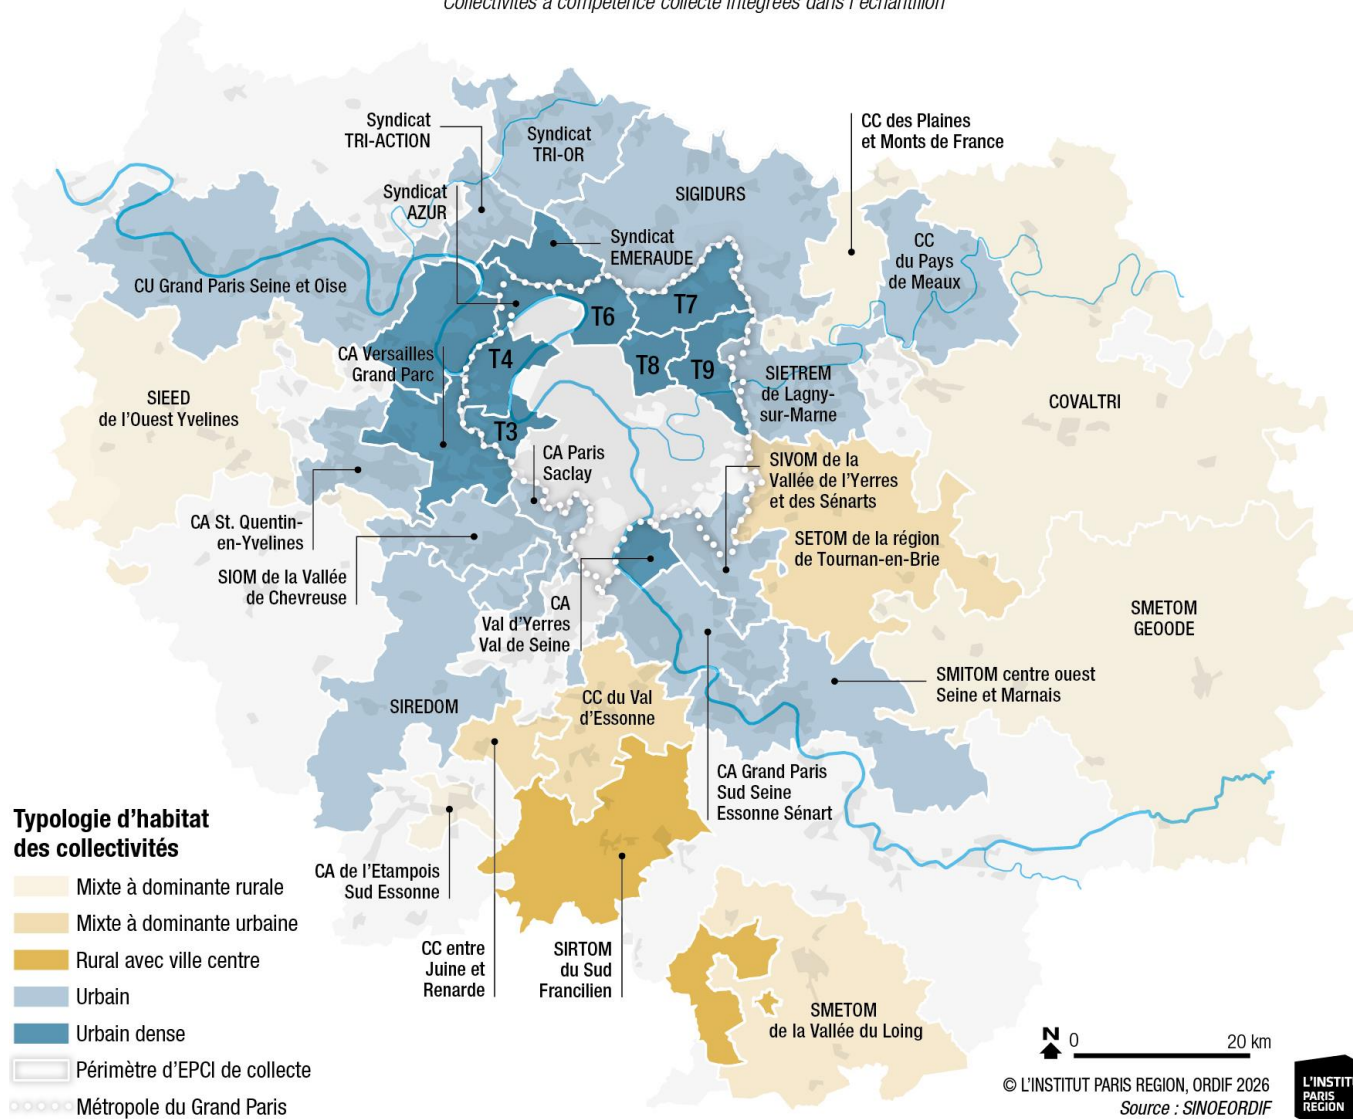 Collectivités à compétence collecte intégrées dans l'échantillon
Syndicat
TRI-ACTION
Syndicat
TRI-OR
CC des Plaines
et Monts de France
Syndicat
AZUR
SIGIDURS
Syndicat
EMERAUDE
CC
du Pays
de Meaux
CU Grand Paris Seine et Oise
T6
T7
CA Versailles
Grand Parc
T4
T8
T9
SIETREM
de Lagny-
sur-Marne
SIEED
de l'Ouest Yvelines
COVALTRI
T3
CA Paris
Saclay
SIVOM de la
Vallée de l'Yerres
et des Sénarts
CA St. Quentin-
en-Yvelines
SETOM de la région
de Tournan-en-Brie
SIOM de la Vallée
de Chevreuse
CA
Val d'Yerres
Val de Seine
SMETOM
GEOODE
SMITOM centre ouest
Seine et Marnais
SIREDOM
CC du Val
d'Essonne
CA Grand Paris
Sud Seine
Essonne Sénart
CA de l'Etampois
Sud Essonne
CC entre
Juine et
Renarde
SIRTOM
du Sud
Francilien
SMETOM
de la Vallée du Loing
Typologie d'habitat
des collectivités
Mixte à dominante rurale
Mixte à dominante urbaine
Rural avec ville centre
Urbain
Urbain dense
Périmètre d'EPCI de collecte
Métropole du Grand Paris
N
0 20 km
© L'INSTITUT PARIS REGION, ORDIF 2026
Source : SINOEORDIF
L'INSTITUT
PARIS
REGION